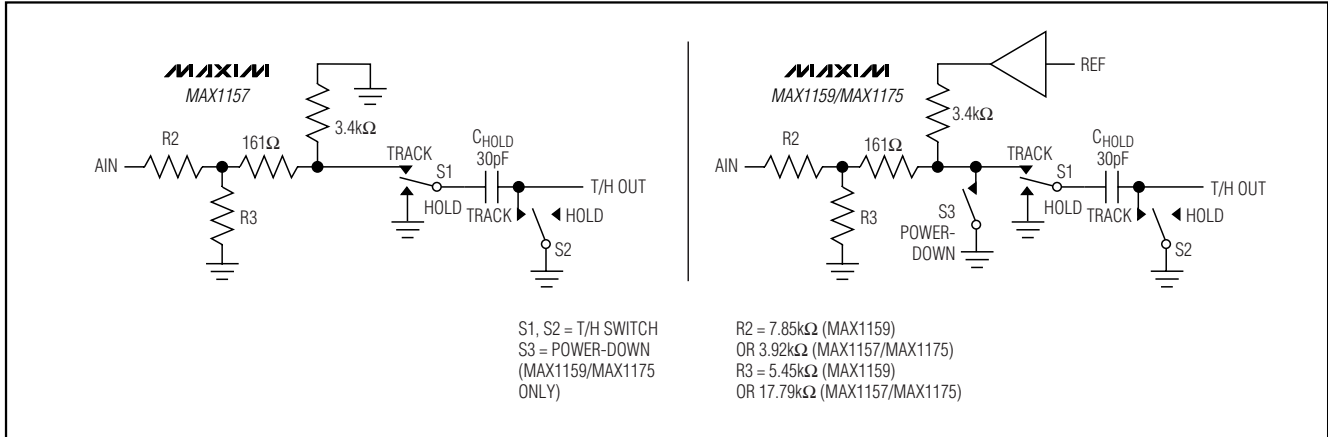 MAXIM
MAX1157
3.4kΩ
R2
161Ω
AIN
R3
TRACK
S1
HOLD
CHOLD
30pF
TRACK
HOLD
S2
T/H OUT
MAXIM
MAX1159/MAX1175
REF
3.4kΩ
R2
161Ω
AIN
R3
S3
POWER-
DOWN
TRACK
S1
HOLD
CHOLD
30pF
TRACK
HOLD
S2
T/H OUT
S1, S2 = T/H SWITCH
S3 = POWER-DOWN
(MAX1159/MAX1175
ONLY)
R2 = 7.85kΩ (MAX1159)
OR 3.92kΩ (MAX1157/MAX1175)
R3 = 5.45kΩ (MAX1159)
OR 17.79kΩ (MAX1157/MAX1175)